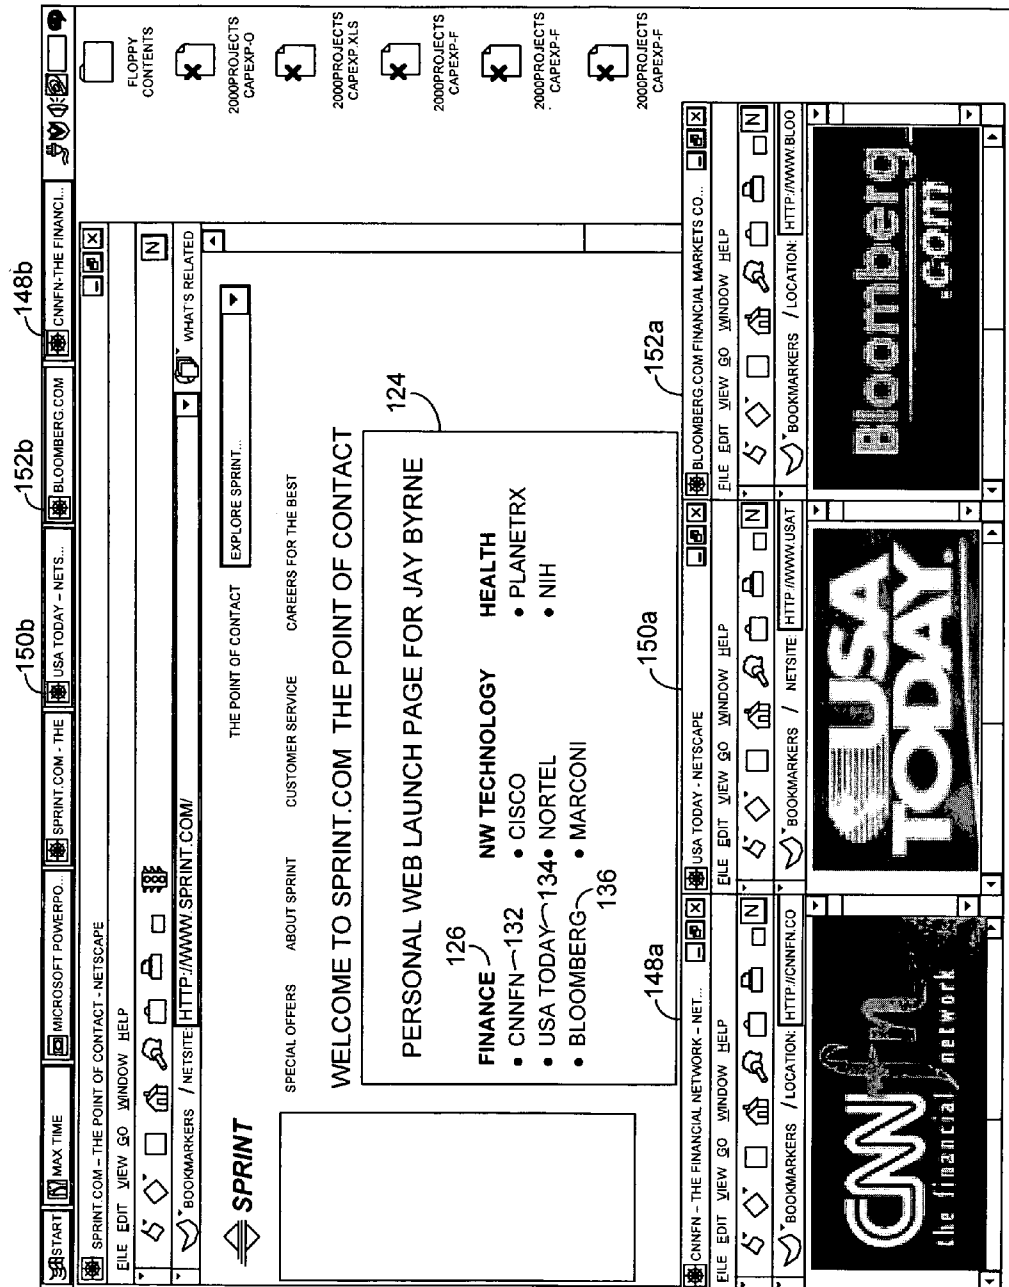 150b
152b
148b
START
MAX TIME
MICROSOFT POWERPO...
SPRINT.COM - THE
USA TODAY – NETS...
BLOOMBERG.COM
CNNFN-THE FINANCI...
SPRINT.COM – THE POINT OF CONTACT - NETSCAPE
FILE EDIT VIEW GO WINDOW HELP
N
BOOKMARKERS / NETSITE: HTTP://WWW.SPRINT.COM/
WHAT'S RELATED
SPRINT
THE POINT OF CONTACT
EXPLORE SPRINT...
SPECIAL OFFERS ABOUT SPRINT CUSTOMER SERVICE CAREERS FOR THE BEST
WELCOME TO SPRINT.COM THE POINT OF CONTACT
124
PERSONAL WEB LAUNCH PAGE FOR JAY BYRNE
126
FINANCE NW TECHNOLOGY HEALTH
• CNNFN 132 • CISCO • PLANETRX
• USA TODAY 134 • NORTEL • NIH
• BLOOMBERG 136 • MARCONI
FLOPPY
CONTENTS
2000PROJECTS
CAPEXP-O
2000PROJECTS
CAPEXP.XLS
2000PROJECTS
CAPEXP-F
2000PROJECTS
CAPEXP-F
2000PROJECTS
CAPEXP-F
148a
150a
152a
CNNFN – THE FINANCIAL NETWORK – NET...
FILE EDIT VIEW GO WINDOW HELP
N
BOOKMARKERS / LOCATION: HTTP://CNNFN.CO
CNNfn
the financial network
USA TODAY - NETSCAPE
FILE EDIT VIEW GO WINDOW HELP
N
BOOKMARKERS / NETSITE: HTTP://WWW.USAT
USA
TODAY.
BLOOMBERG.COM FINANCIAL MARKETS CO...
FILE EDIT VIEW GO WINDOW HELP
N
BOOKMARKERS / LOCATION: HTTP://WWW.BLOO
Bloomberg
.com